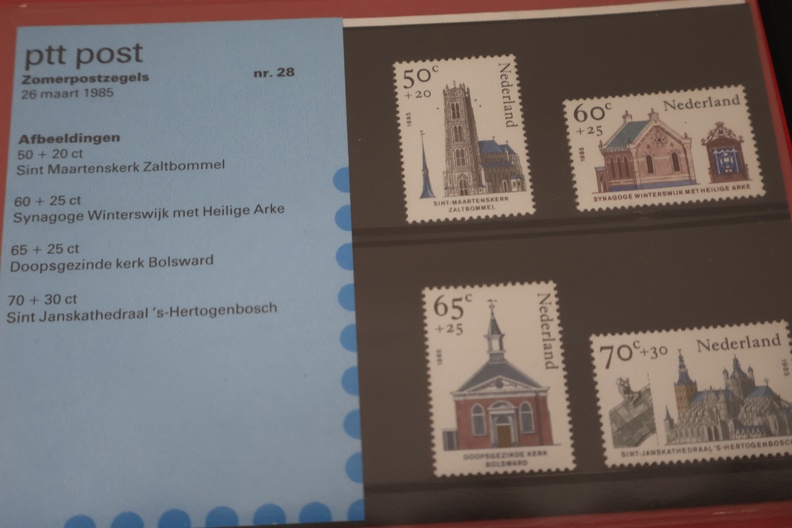 ptt post
Zomerpostzegels
nr. 28
26 maart 1985
Afbeeldingen
50 + 20 ct
Sint Maartenskerk Zaltbommel
60 + 25 ct
Synagoge Winterswijk met Heilige Arke
65 + 25 ct
Doopsgezinde kerk Bolsward
70 + 30 ct
Sint Janskathedraal 's-Hertogenbosch
50c
+20
Nederland
1985
SINT-MAARTENSKERK
ZALTBOMMEL
60c
+25
Nederland
1985
SYNAGOGE WINTERSWIJK MET HEILIGE ARKE
65c
+25
Nederland
1985
DOOPSGEZINDE KERK
BOLSWARD
70c+30
Nederland
1985
SINT-JANSKATHEDRAAL 'S-HERTOGENBOSCH